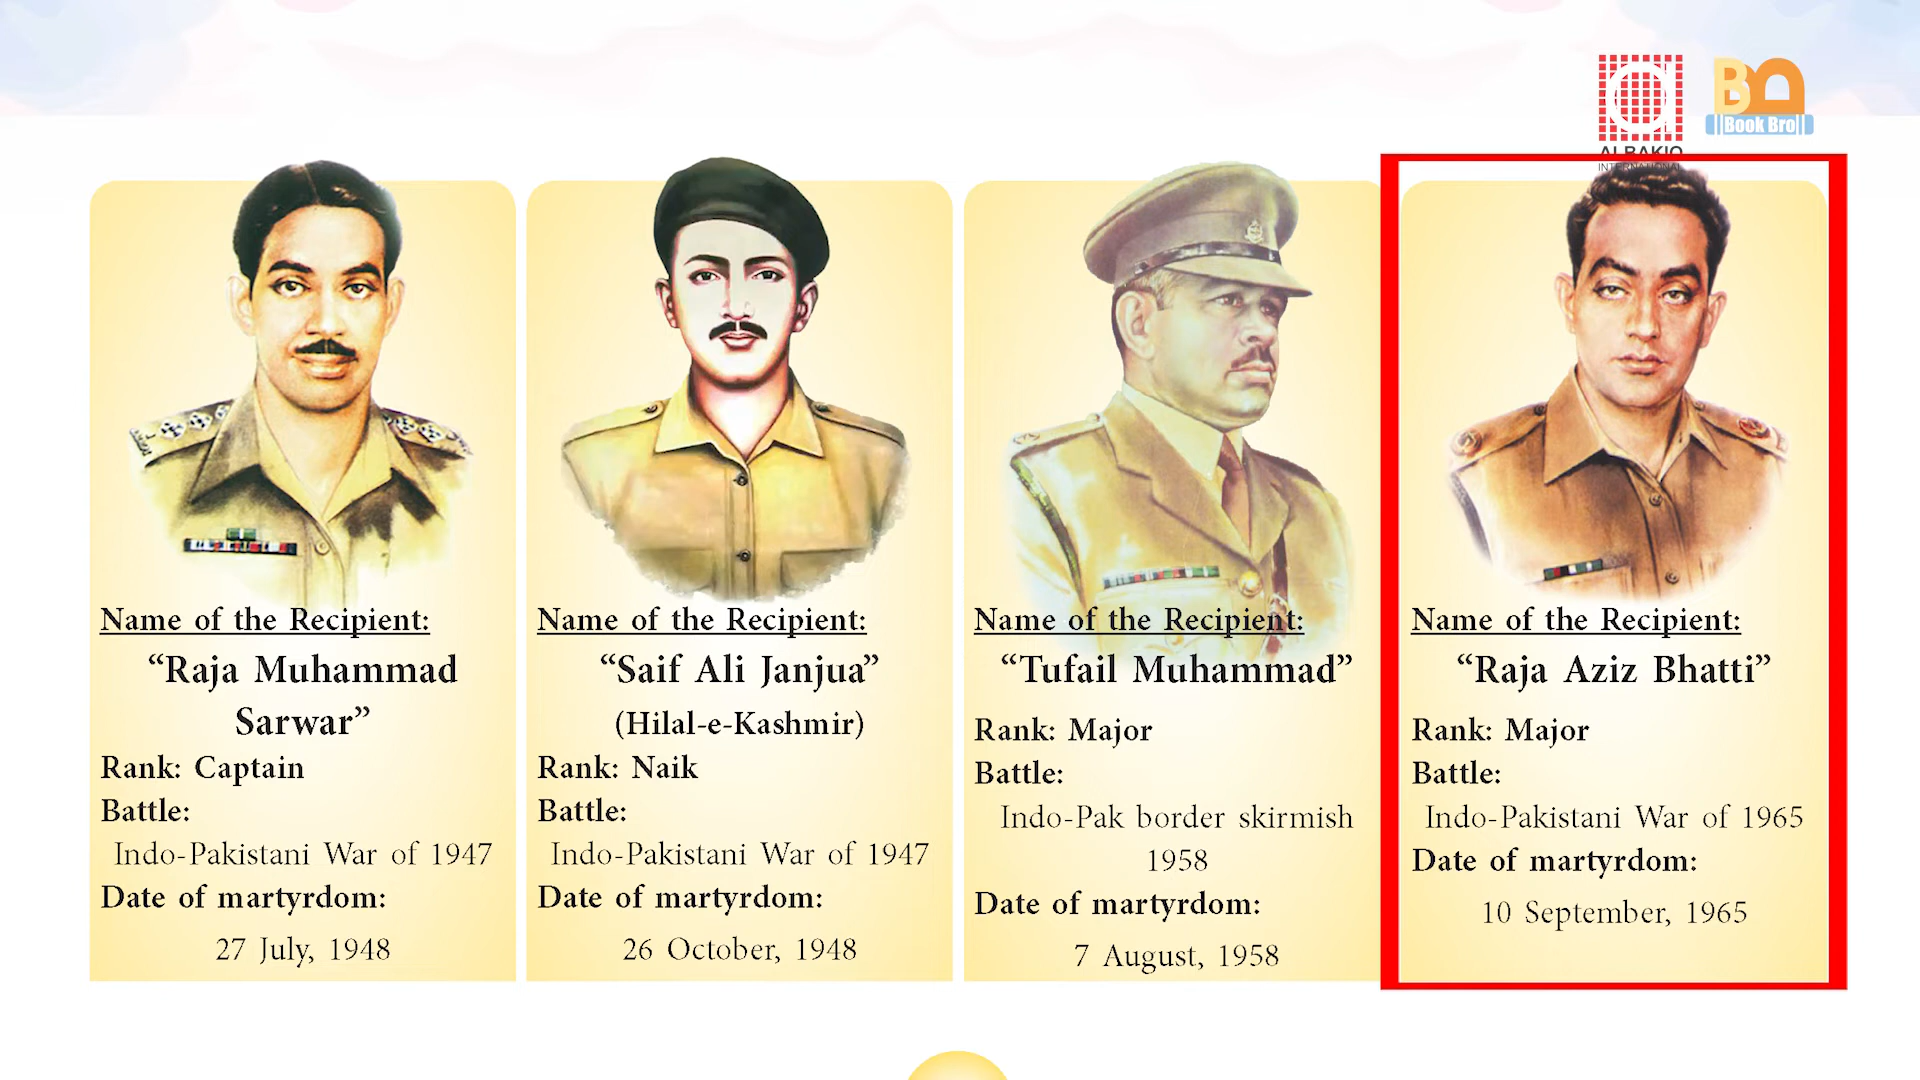 ALBAKIO
INTERNATIONAL
BB
Book Bro
Name of the Recipient:
“Raja Muhammad
Sarwar”
Rank: Captain
Battle:
Indo-Pakistani War of 1947
Date of martyrdom:
27 July, 1948
Name of the Recipient:
“Saif Ali Janjua”
(Hilal-e-Kashmir)
Rank: Naik
Battle:
Indo-Pakistani War of 1947
Date of martyrdom:
26 October, 1948
Name of the Recipient:
“Tufail Muhammad”
Rank: Major
Battle:
Indo-Pak border skirmish
1958
Date of martyrdom:
7 August, 1958
Name of the Recipient:
“Raja Aziz Bhatti”
Rank: Major
Battle:
Indo-Pakistani War of 1965
Date of martyrdom:
10 September, 1965